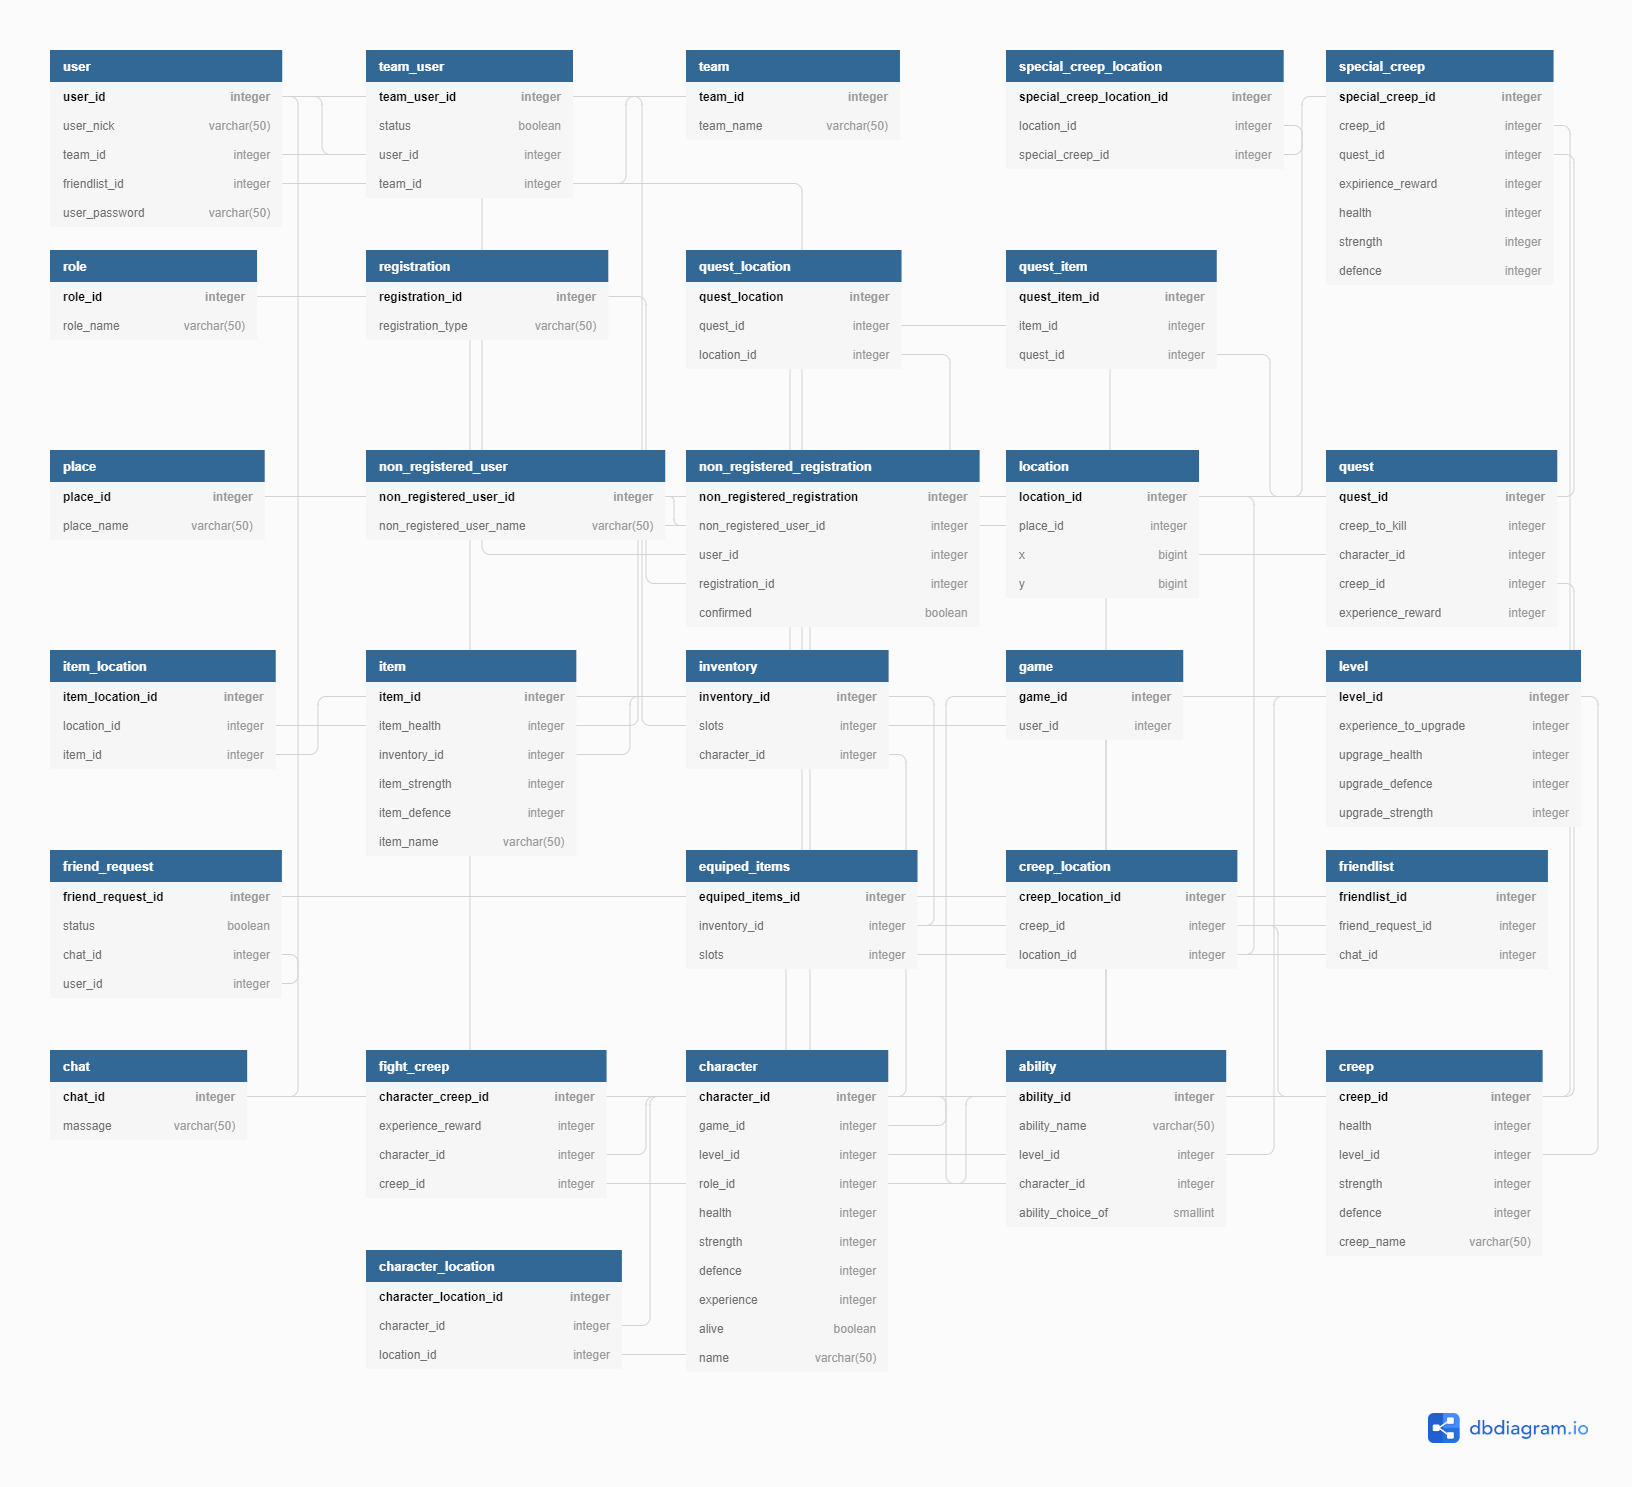 user
user_id integer
user_nick varchar(50)
team_id integer
friendlist_id integer
user_password varchar(50)
team_user
team_user_id integer
status boolean
user_id integer
team_id integer
team
team_id integer
team_name varchar(50)
special_creep_location
special_creep_location_id integer
location_id integer
special_creep_id integer
special_creep
special_creep_id integer
creep_id integer
quest_id integer
expirience_reward integer
health integer
strength integer
defence integer
role
role_id integer
role_name varchar(50)
registration
registration_id integer
registration_type varchar(50)
quest_location
quest_location integer
quest_id integer
location_id integer
quest_item
quest_item_id integer
item_id integer
quest_id integer
place
place_id integer
place_name varchar(50)
non_registered_user
non_registered_user_id integer
non_registered_user_name varchar(50)
non_registered_registration
non_registered_registration integer
non_registered_user_id integer
user_id integer
registration_id integer
confirmed boolean
location
location_id integer
place_id integer
x bigint
y bigint
quest
quest_id integer
creep_to_kill integer
character_id integer
creep_id integer
experience_reward integer
item_location
item_location_id integer
location_id integer
item_id integer
item
item_id integer
item_health integer
inventory_id integer
item_strength integer
item_defence integer
item_name varchar(50)
inventory
inventory_id integer
slots integer
character_id integer
game
game_id integer
user_id integer
level
level_id integer
experience_to_upgrade integer
upgrage_health integer
upgrade_defence integer
upgrade_strength integer
friend_request
friend_request_id integer
status boolean
chat_id integer
user_id integer
equiped_items
equiped_items_id integer
inventory_id integer
slots integer
creep_location
creep_location_id integer
creep_id integer
location_id integer
friendlist
friendlist_id integer
friend_request_id integer
chat_id integer
chat
chat_id integer
massage varchar(50)
fight_creep
character_creep_id integer
experience_reward integer
character_id integer
creep_id integer
character
character_id integer
game_id integer
level_id integer
role_id integer
health integer
strength integer
defence integer
experience integer
alive boolean
name varchar(50)
ability
ability_id integer
ability_name varchar(50)
level_id integer
character_id integer
ability_choice_of smallint
creep
creep_id integer
health integer
level_id integer
strength integer
defence integer
creep_name varchar(50)
character_location
character_location_id integer
character_id integer
location_id integer
dbdiagram.io